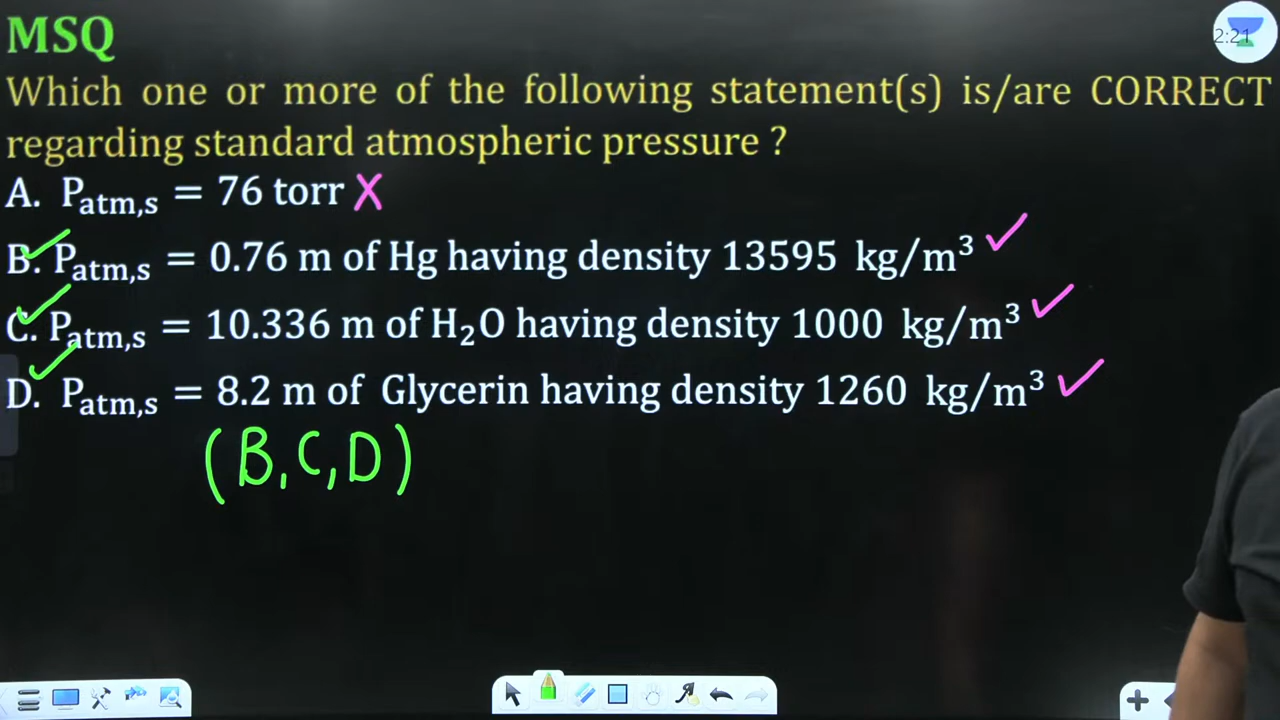 MSQ
2:21
Which one or more of the following statement(s) is/are CORRECT
regarding standard atmospheric pressure ?
A. Patm,s = 76 torr X
B. Patm,s = 0.76 m of Hg having density 13595 kg/m³ ✓
C. Patm,s = 10.336 m of H₂O having density 1000 kg/m³ ✓
D. Patm,s = 8.2 m of Glycerin having density 1260 kg/m³ ✓
(B, C, D)